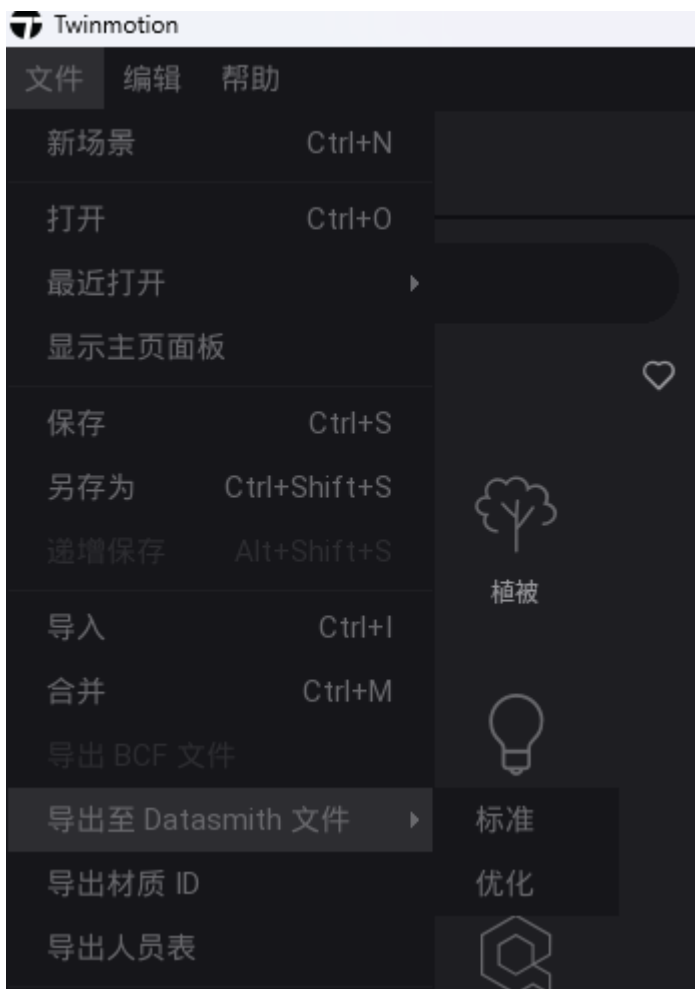 Twinmotion
文件 编辑 帮助
新场景 Ctrl+N
打开 Ctrl+O
最近打开
显示主页面板
保存 Ctrl+S
另存为 Ctrl+Shift+S
递增保存 Alt+Shift+S
植被
导入 Ctrl+I
合并 Ctrl+M
导出 BCF 文件
导出至 Datasmith 文件 标准
导出材质 ID 优化
导出人员表